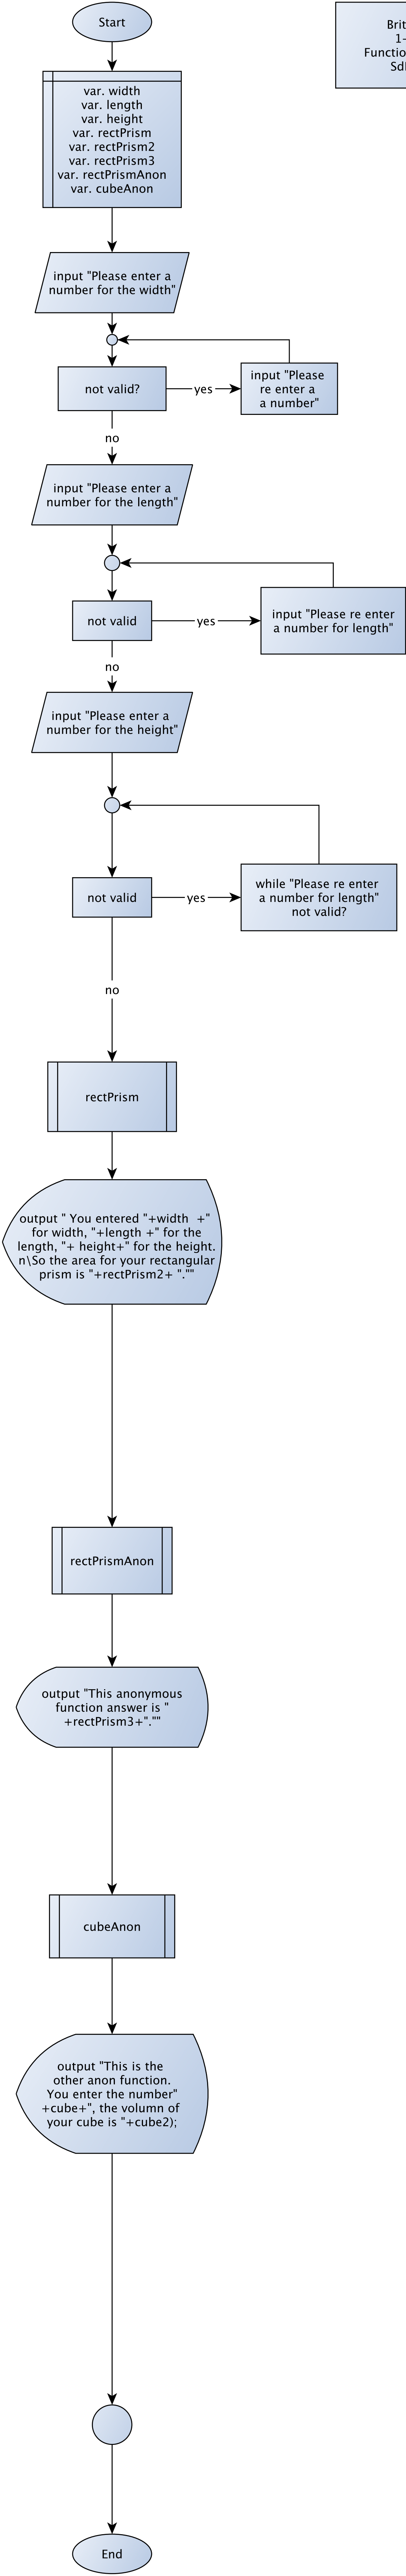 Start
Brit
1-
Functio
Sdi
var. width
var. length
var. height
var. rectPrism
var. rectPrism2
var. rectPrism3
var. rectPrismAnon
var. cubeAnon
input "Please enter a
number for the width"
not valid?
yes
input "Please
re enter a
a number"
no
input "Please enter a
number for the length"
not valid
yes
input "Please re enter
a number for length"
no
input "Please enter a
number for the height"
not valid
yes
while "Please re enter
a number for length"
not valid?
no
rectPrism
output " You entered "+width  +"
for width, "+length +" for the
length, "+ height+" for the height.
n\So the area for your rectangular
prism is "+rectPrism2+ ".""
rectPrismAnon
output "This anonymous
function answer is "
+rectPrism3+".""
cubeAnon
output "This is the
other anon function.
You enter the number"
+cube+", the volumn of
your cube is "+cube2);
End